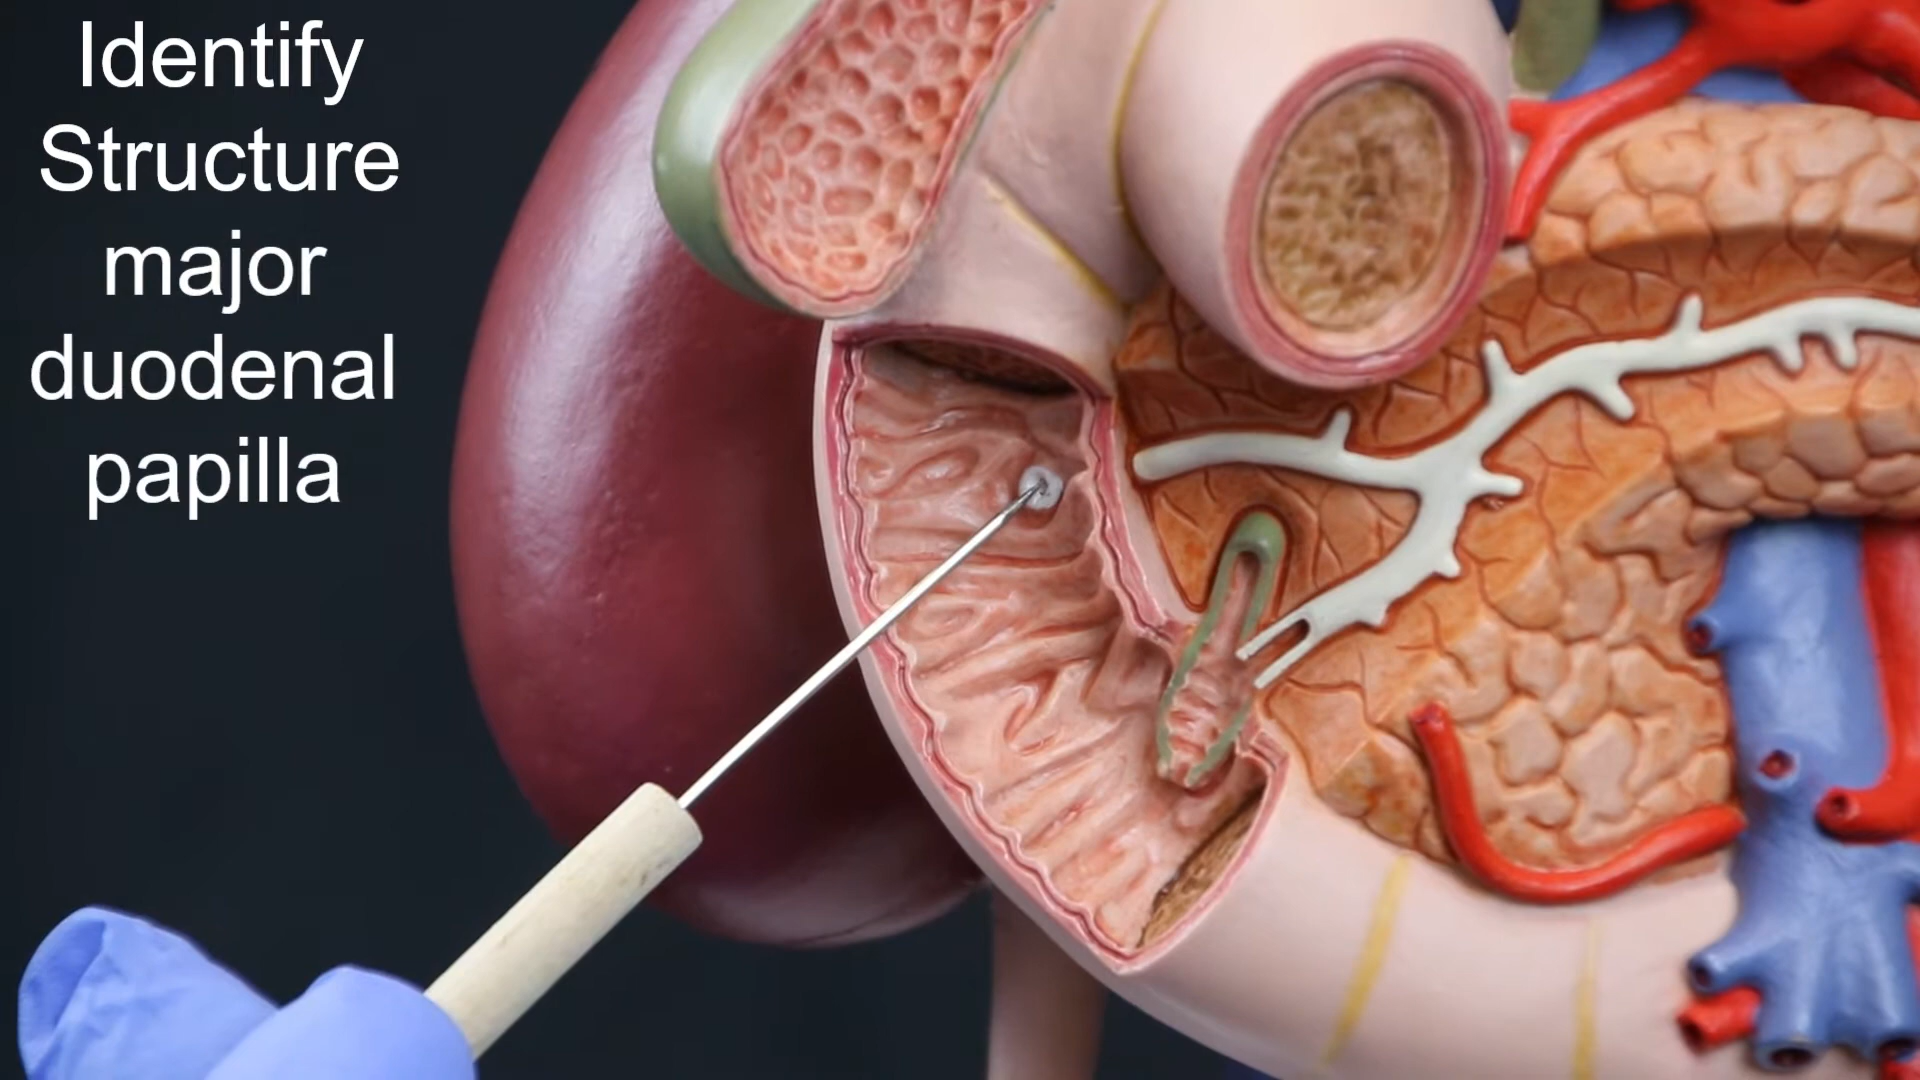 Identify
Structure
major
duodenal
papilla